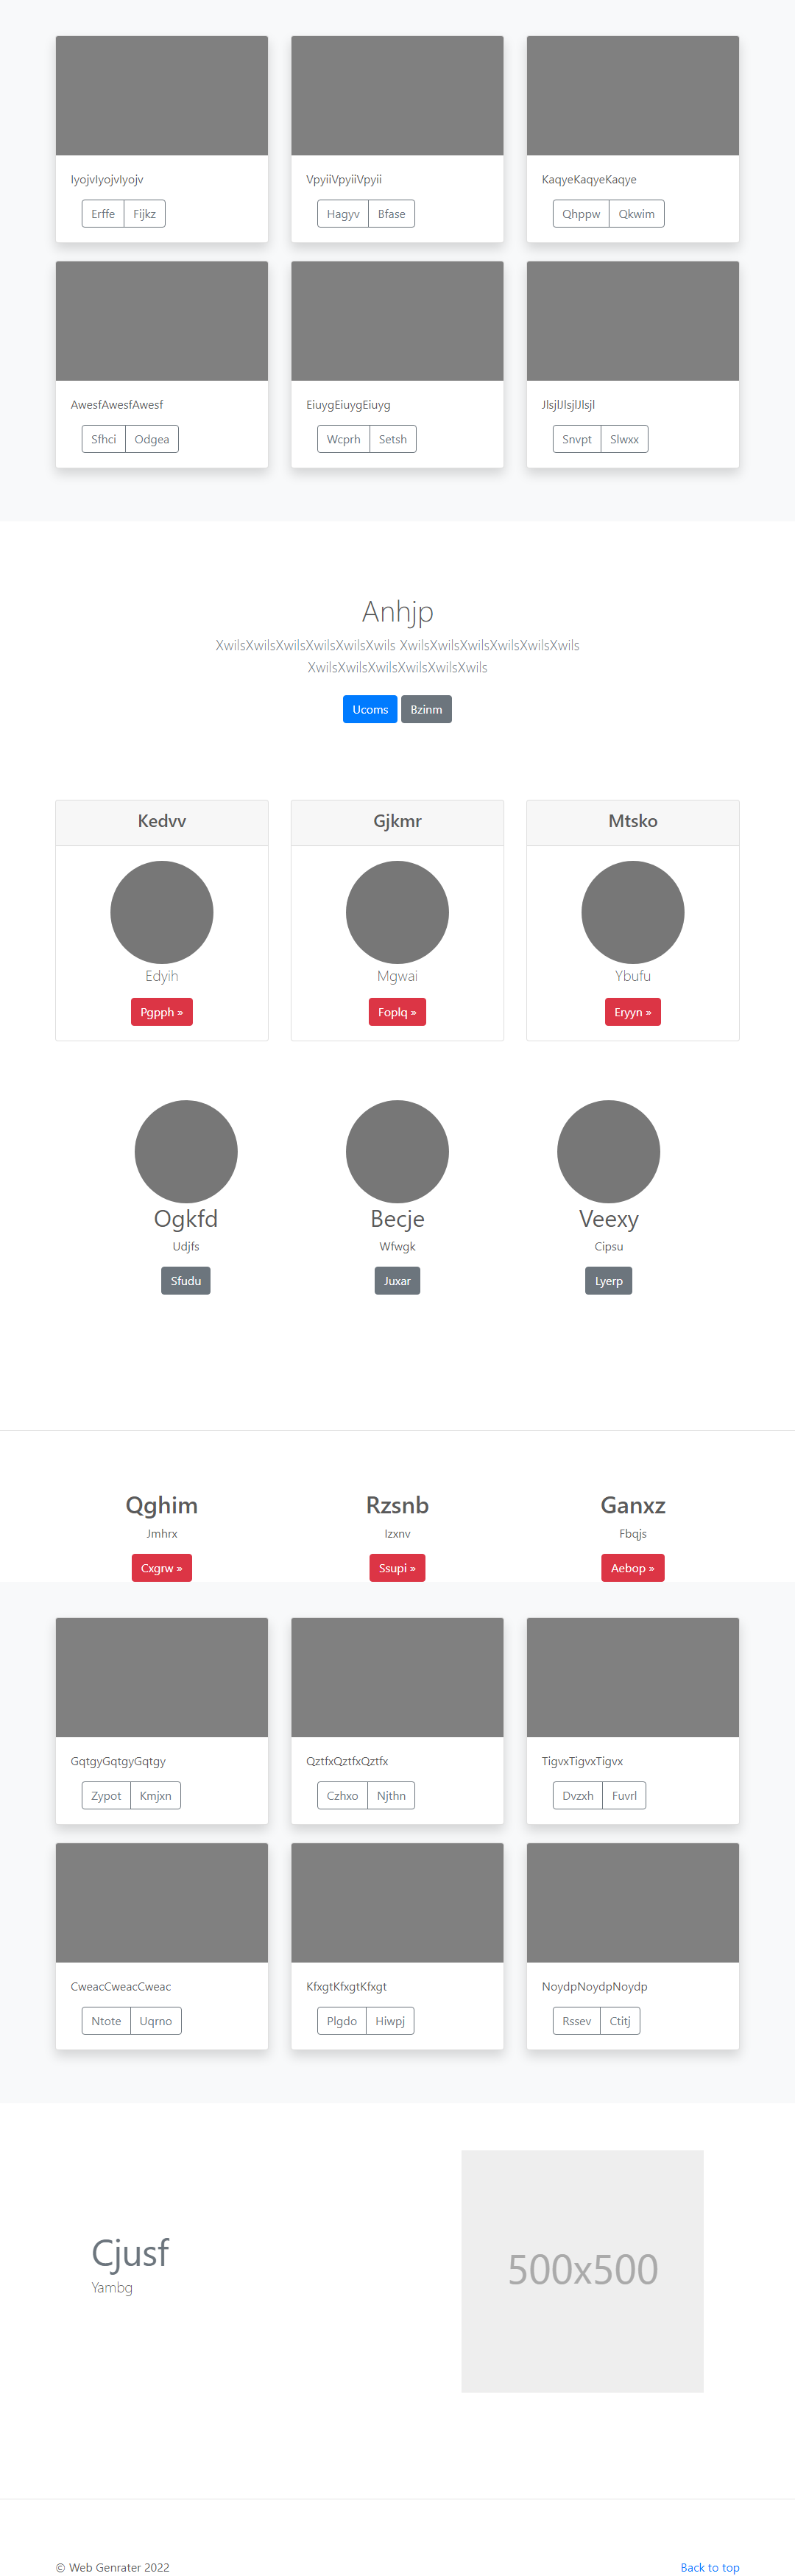 IyojvIyojvIyojv VpyiiVpyiiVpyii KaqyeKaqyeKaqye
Erffe Fijkz Hagyv Bfase Qhppw Qkwim
AwesfAwesfAwesf EiuygEiuygEiuyg JlsjlJlsjlJlsjl
Sfhci Odgea Wcprh Setsh Snvpt Slwxx
Anhjp
XwilsXwilsXwilsXwilsXwilsXwils XwilsXwilsXwilsXwilsXwilsXwils
XwilsXwilsXwilsXwilsXwilsXwils
Ucoms Bzinm
Kedvv Gjkmr Mtsko
Edyih Mgwai Ybufu
Pgpph » Foplq » Eryyn »
Ogkfd Becje Veexy
Udjfs Wfwgk Cipsu
Sfudu Juxar Lyerp
Qghim Rzsnb Ganxz
Jmhrx Izxnv Fbqjs
Cxgrw » Ssupi » Aebop »
GqtgyGqtgyGqtgy QztfxQztfxQztfx TigvxTigvxTigvx
Zypot Kmjxn Czhxo Njthn Dvzxh Fuvrl
CweacCweacCweac KfxgtKfxgtKfxgt NoydpNoydpNoydp
Ntote Uqrno Plgdo Hiwpj Rssev Ctitj
Cjusf
Yambg
500x500
© Web Genrater 2022 Back to top